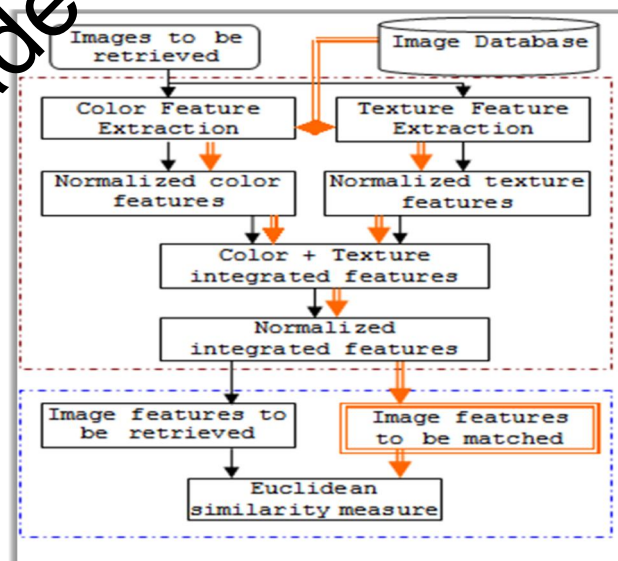 Images to be
retrieved
Image Database
Color Feature
Extraction
Texture Feature
Extraction
Normalized color
features
Normalized texture
features
Color + Texture
integrated features
Normalized
integrated features
Image features to
be retrieved
Image features
to be matched
Euclidean
similarity measure